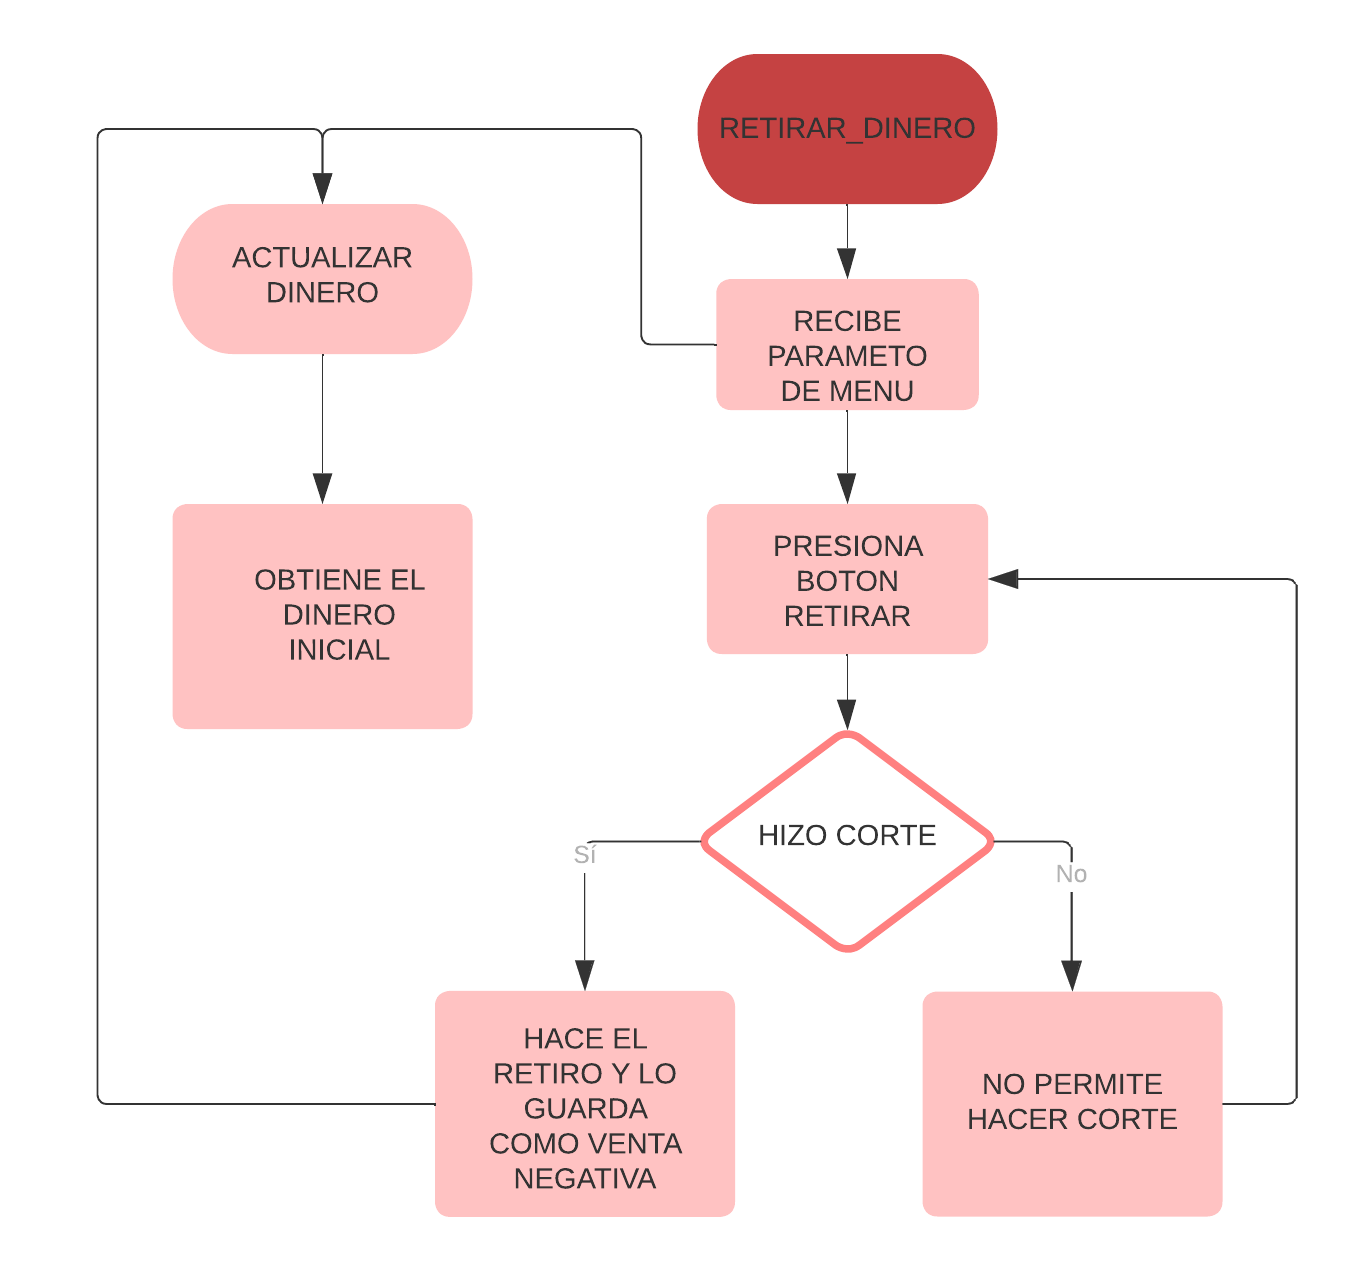 RETIRAR_DINERO
ACTUALIZAR
DINERO
RECIBE
PARAMETO
DE MENU
OBTIENE EL
DINERO
INICIAL
PRESIONA
BOTON
RETIRAR
HIZO CORTE
Sí
No
HACE EL
RETIRO Y LO
GUARDA
COMO VENTA
NEGATIVA
NO PERMITE
HACER CORTE